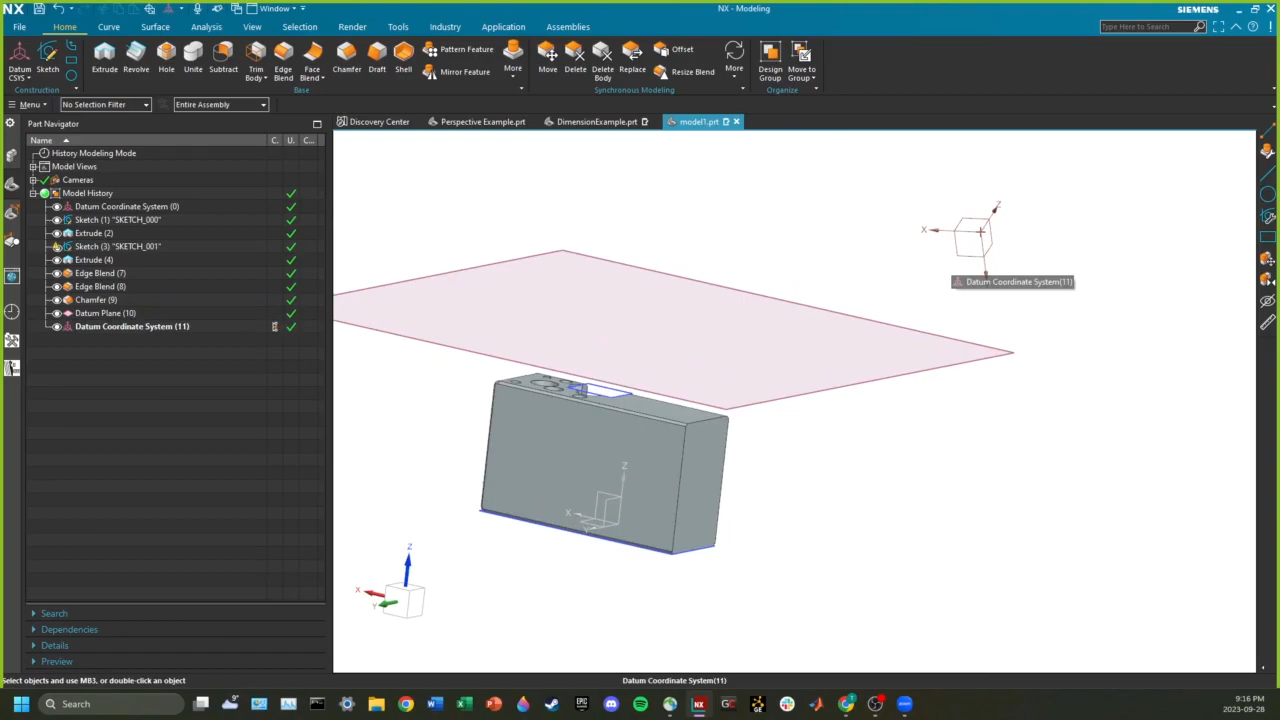 NX
Window
NX - Modeling
SIEMENS
File
Home
Curve
Surface
Analysis
View
Selection
Render
Tools
Industry
Application
Assemblies
Type Here to Search
Datum
CSYS
Sketch
Extrude
Revolve
Hole
Unite
Subtract
Trim
Body
Edge
Blend
Face
Blend
Chamfer
Draft
Shell
Pattern Feature
Mirror Feature
More
Move
Delete
Delete
Body
Replace
Offset
Resize Blend
More
Design
Group
Move to
Group
Construction
Base
Synchronous Modeling
Organize
Menu
No Selection Filter
Entire Assembly
Part Navigator
Discovery Center
Perspective Example.prt
DimensionExample.prt
model1.prt
Name
C.
U.
C...
History Modeling Mode
Model Views
Cameras
Model History
Datum Coordinate System (0)
Sketch (1) "SKETCH_000"
Extrude (2)
Sketch (3) "SKETCH_001"
Extrude (4)
Edge Blend (7)
Edge Blend (8)
Chamfer (9)
Datum Plane (10)
Datum Coordinate System (11)
Z
X
Datum Coordinate System(11)
Z
X
Y
Z
X
Y
Search
Dependencies
Details
Preview
Select objects and use MB3, or double-click an object
Datum Coordinate System(11)
Search
9:16 PM
2023-09-28